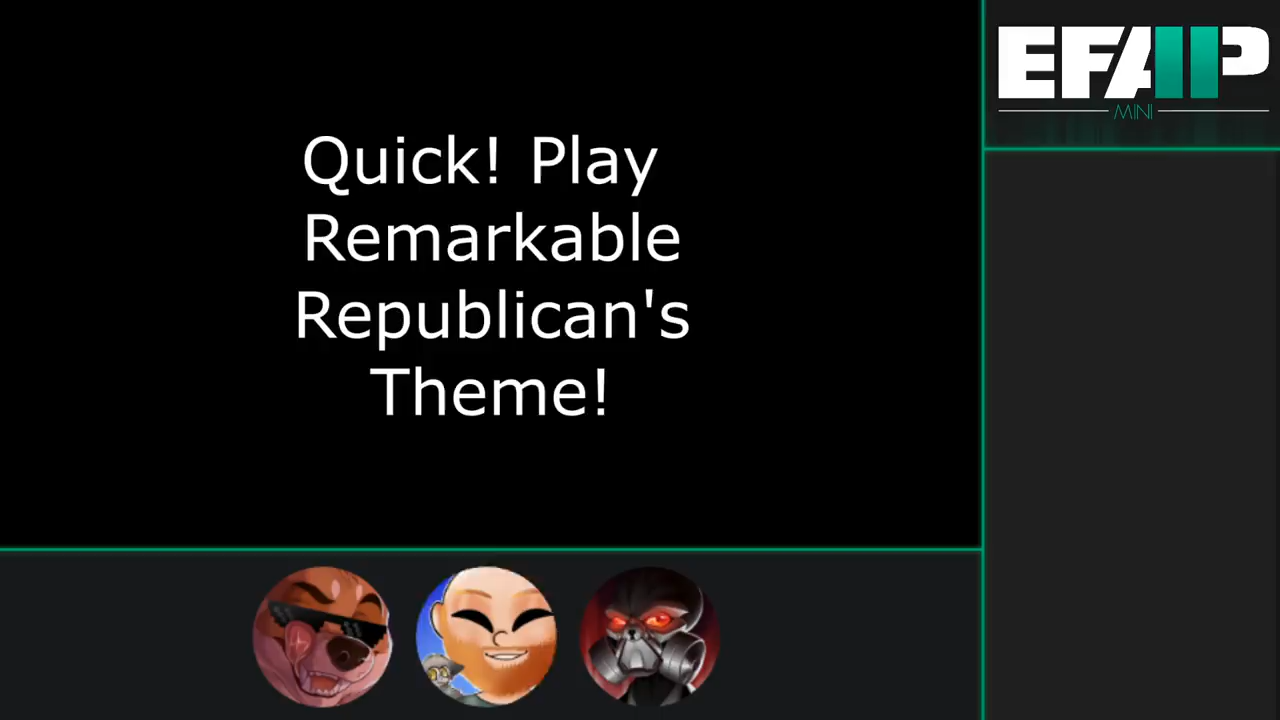 Quick! Play
Remarkable
Republican's
Theme!
EFAP
MINI